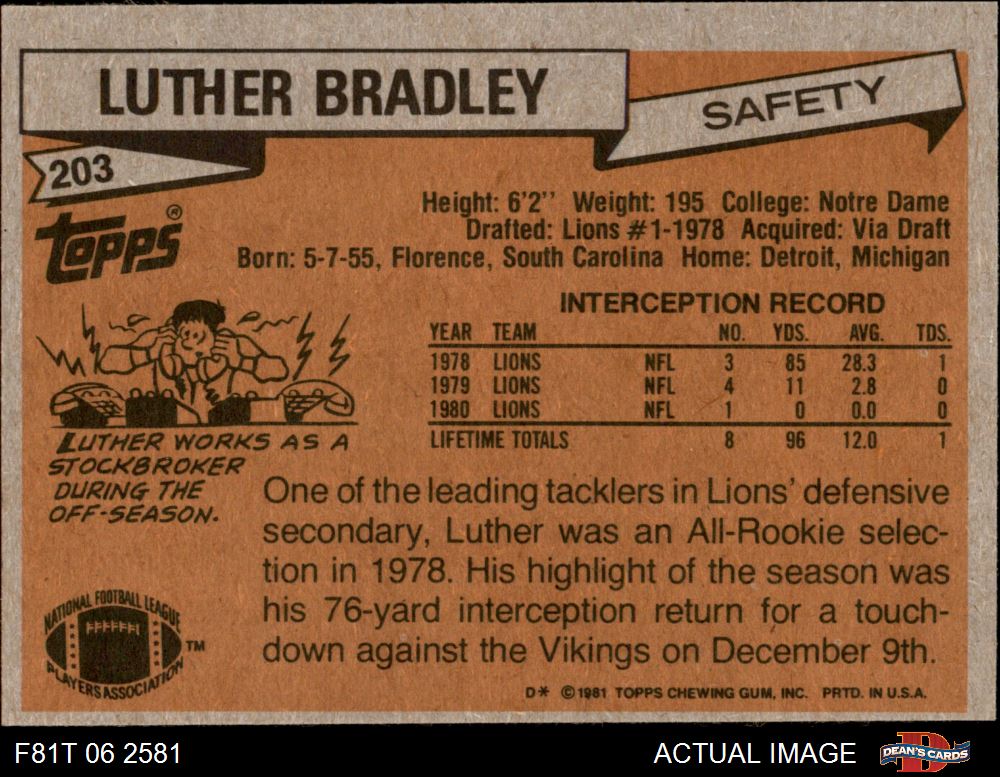 LUTHER BRADLEY
SAFETY
203
Topps®
Height: 6'2'' Weight: 195 College: Notre Dame
Drafted: Lions #1-1978 Acquired: Via Draft
Born: 5-7-55, Florence, South Carolina Home: Detroit, Michigan
INTERCEPTION RECORD
YEAR TEAM NO. YDS. AVG. TDS.
1978 LIONS NFL 3 85 28.3 1
1979 LIONS NFL 4 11 2.8 0
1980 LIONS NFL 1 0 0.0 0
LIFETIME TOTALS 8 96 12.0 1
LUTHER WORKS AS A
STOCKBROKER
DURING THE
OFF-SEASON.
One of the leading tacklers in Lions' defensive
secondary, Luther was an All-Rookie selec-
tion in 1978. His highlight of the season was
his 76-yard interception return for a touch-
down against the Vikings on December 9th.
NATIONAL FOOTBALL LEAGUE
PLAYERS ASSOCIATION
TM
D* ©1981 TOPPS CHEWING GUM, INC. PRTD. IN U.S.A.
F81T 06 2581
ACTUAL IMAGE
D
DEAN'S CARDS